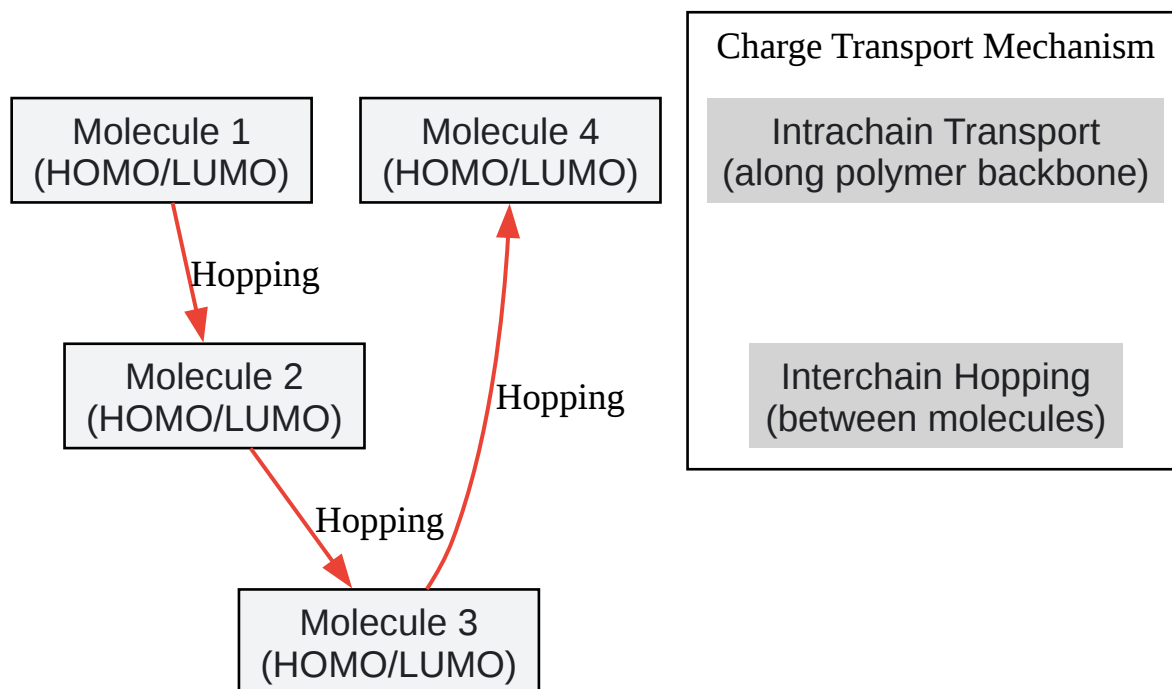 Charge Transport Mechanism
Molecule 1
(HOMO/LUMO)
Molecule 4
(HOMO/LUMO)
Intrachain Transport
(along polymer backbone)
Hopping
Molecule 2
(HOMO/LUMO)
Hopping
Interchain Hopping
(between molecules)
Hopping
Molecule 3
(HOMO/LUMO)